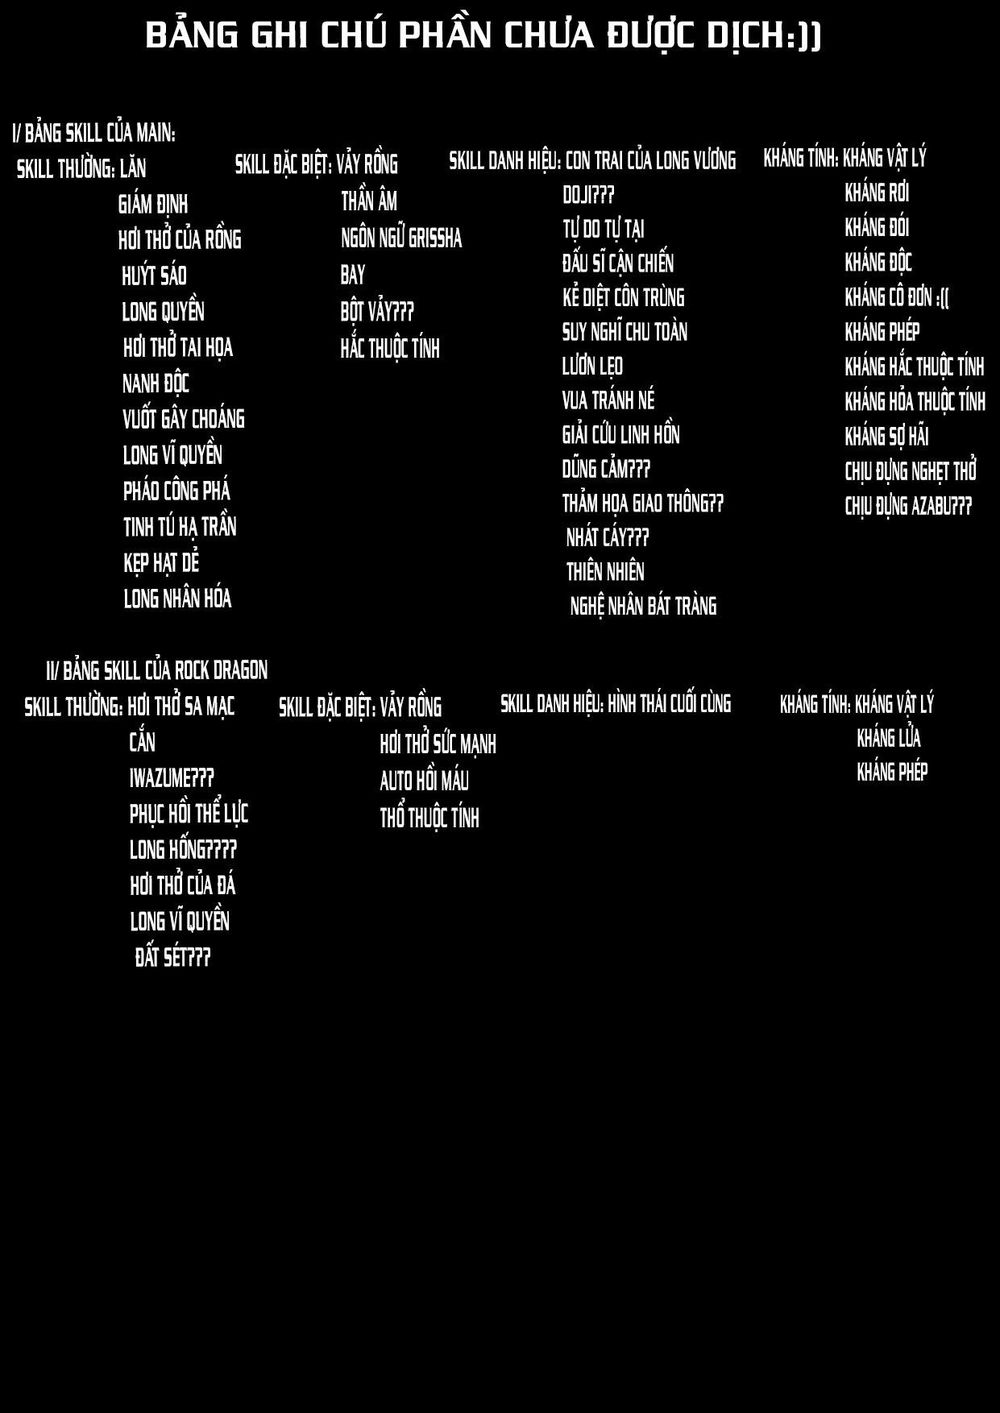 BẢNG GHI CHÚ PHẦN CHƯA ĐƯỢC DỊCH:))
I/ BẢNG SKILL CỦA MAIN:
SKILL THƯỜNG: LĂN
GIÁM ĐỊNH
HƠI THỞ CỦA RỒNG
HUÝT SÁO
LONG QUYỀN
HƠI THỞ TAI HỌA
NANH ĐỘC
VUỐT GÂY CHOÁNG
LONG VĨ QUYỀN
PHÁO CÔNG PHÁ
TINH TÚ HẠ TRẦN
KẸP HẠT DẺ
LONG NHÂN HÓA
SKILL ĐẶC BIỆT: VẢY RỒNG
THẦN ÂM
NGÔN NGỮ GRISSHA
BAY
BỘT VẢY???
HẮC THUỘC TÍNH
SKILL DANH HIỆU: CON TRAI CỦA LONG VƯƠNG
DOJI???
TỰ DO TỰ TẠI
ĐẤU SĨ CẬN CHIẾN
KẺ DIỆT CÔN TRÙNG
SUY NGHĨ CHU TOÀN
LƯƠN LẸO
VUA TRÁNH NÉ
GIẢI CỨU LINH HỒN
DŨNG CẢM???
THẢM HỌA GIAO THÔNG??
NHÁT CÁY???
THIÊN NHIÊN
NGHỆ NHÂN BÁT TRÀNG
KHÁNG TÍNH: KHÁNG VẬT LÝ
KHÁNG RƠI
KHÁNG ĐÓI
KHÁNG ĐỘC
KHÁNG CÔ ĐƠN :((
KHÁNG PHÉP
KHÁNG HẮC THUỘC TÍNH
KHÁNG HỎA THUỘC TÍNH
KHÁNG SỢ HÃI
CHỊU ĐỰNG NGHẸT THỞ
CHỊU ĐỰNG AZABU???
II/ BẢNG SKILL CỦA ROCK DRAGON
SKILL THƯỜNG: HƠI THỞ SA MẠC
CẮN
IWAZUME???
PHỤC HỒI THỂ LỰC
LONG HỐNG????
HƠI THỞ CỦA ĐÁ
LONG VĨ QUYỀN
ĐẤT SÉT???
SKILL ĐẶC BIỆT: VẢY RỒNG
HƠI THỞ SỨC MẠNH
AUTO HỒI MÁU
THỔ THUỘC TÍNH
SKILL DANH HIỆU: HÌNH THÁI CUỐI CÙNG
KHÁNG TÍNH: KHÁNG VẬT LÝ
KHÁNG LỬA
KHÁNG PHÉP